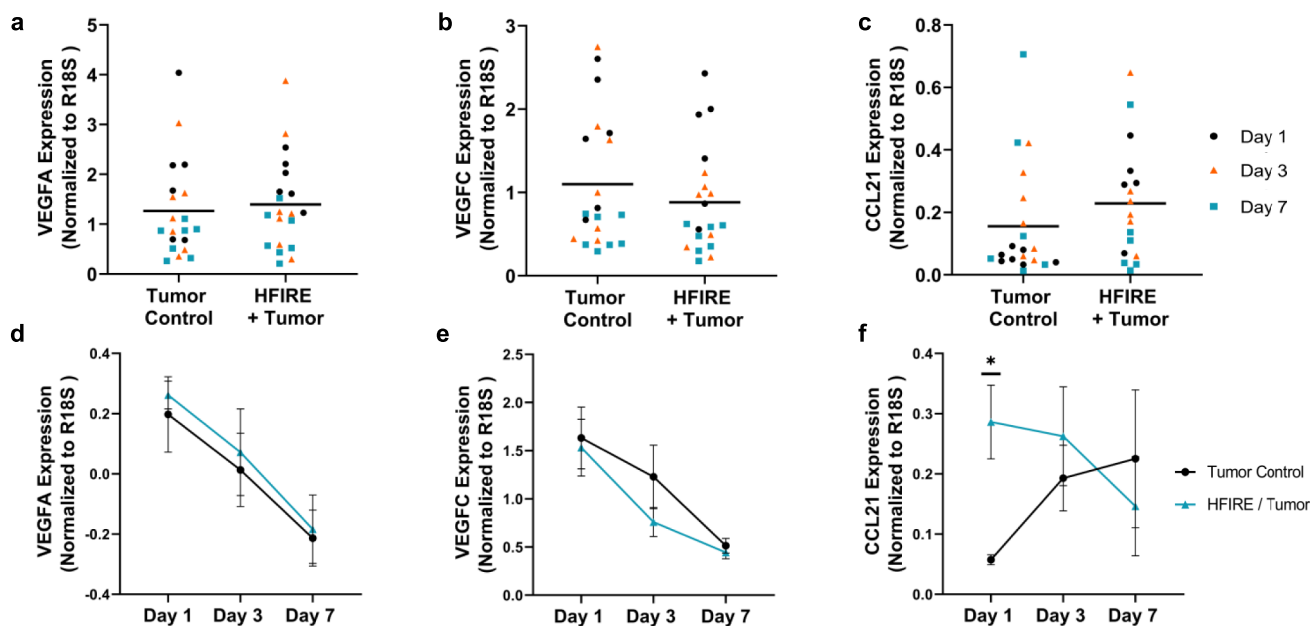 a
VEGFA Expression
(Normalized to R18S )
5
4
3
2
1
0
Tumor
Control
HFIRE
+ Tumor
b
VEGFC Expression
(Normalized to R18S )
3
2
1
0
Tumor
Control
HFIRE
+ Tumor
c
CCL21 Expression
(Normalized to R18S )
0.8
0.6
0.4
0.2
0.0
Tumor
Control
HFIRE
+ Tumor
Day 1
Day 3
Day 7
d
VEGFA Expression
(Normalized to R18S )
0.4
0.2
0.0
-0.2
-0.4
Day 1
Day 3
Day 7
e
VEGFC Expression
(Normalized to R18S )
2.5
2.0
1.5
1.0
0.5
0.0
Day 1
Day 3
Day 7
f
CCL21 Expression
(Normalized to R18S )
0.4
0.3
0.2
0.1
0.0
*
Day 1
Day 3
Day 7
Tumor Control
HFIRE / Tumor